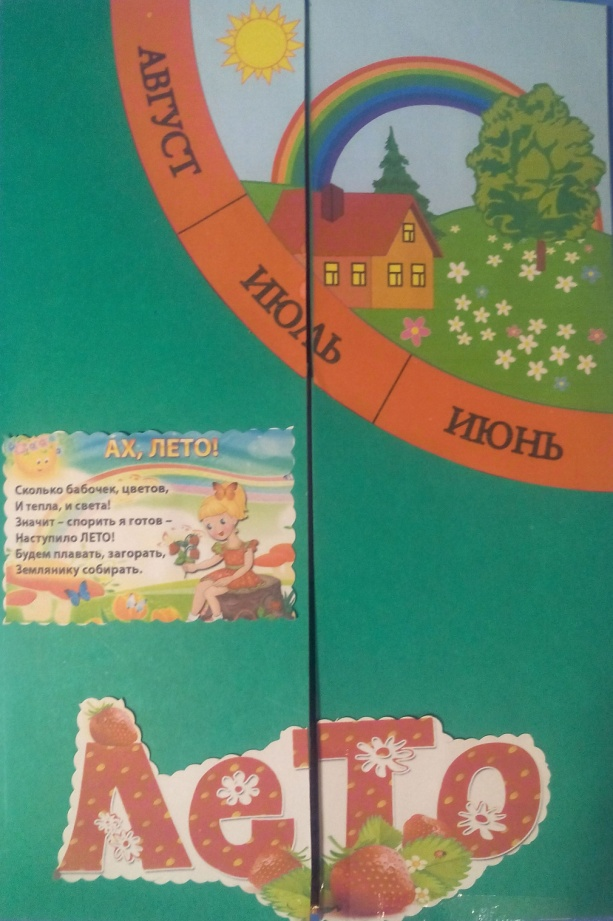 АВГУСТ
ИЮЛЬ
ИЮНЬ
АХ, ЛЕТО!
Сколько бабочек, цветов,
И тепла, и света!
Значит – спорить я готов –
Наступило ЛЕТО!
Будем плавать, загорать,
Землянику собирать.
Лето